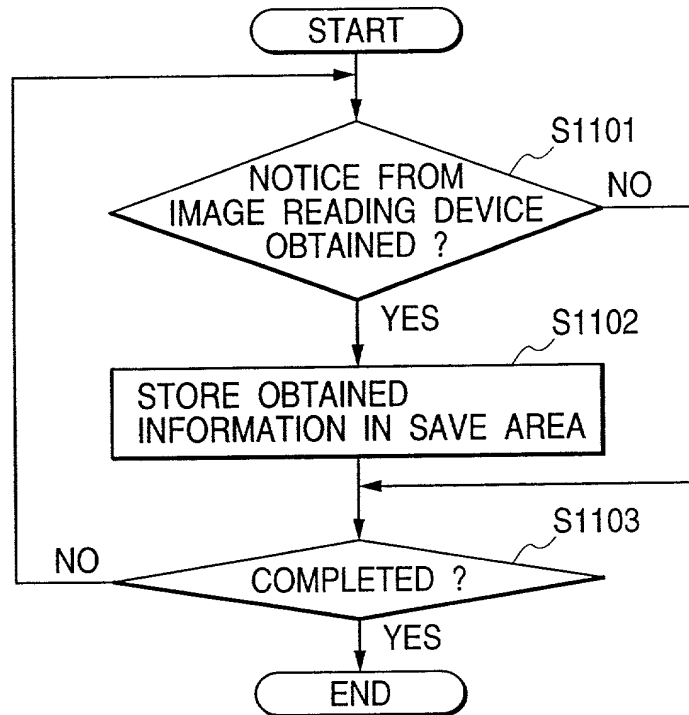 START
S1101
NOTICE FROM
IMAGE READING DEVICE
OBTAINED ?
NO
YES
S1102
STORE OBTAINED
INFORMATION IN SAVE AREA
S1103
NO
COMPLETED ?
YES
END